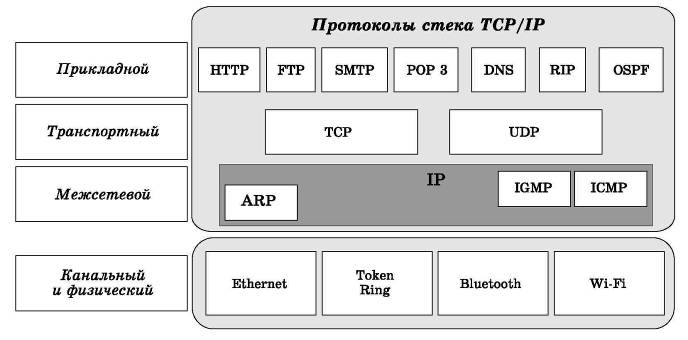 Протоколы стека TCP/IP
Прикладной
HTTP FTP SMTP POP 3 DNS RIP OSPF
Транспортный
TCP UDP
Межсетевой
IP
ARP IGMP ICMP
Канальный
и физический
Ethernet
Token
Ring
Bluetooth
Wi-Fi